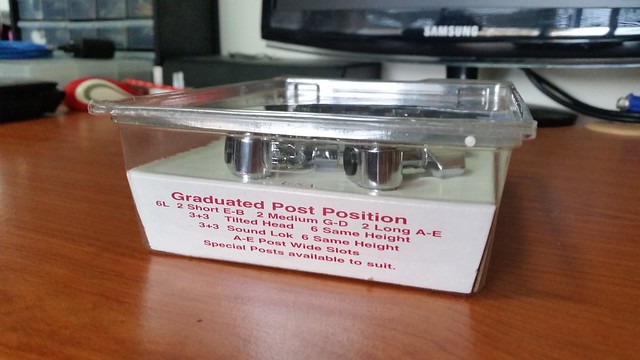 SAMSUNG
Graduated Post Position
6L 2 Short E-B 2 Medium G-D 2 Long A-E
3+3 Tilted Head 6 Same Height
3+3 Sound Lok 6 Same Height
A-E Post Wide Slots
Special Posts available to suit.